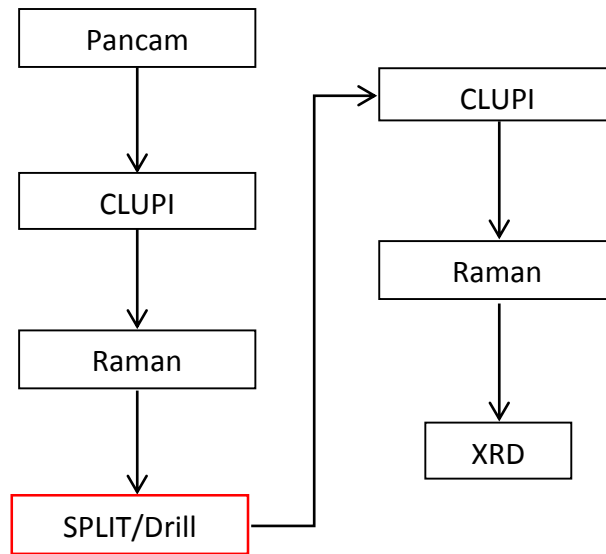 Pancam
CLUPI
Raman
SPLIT/Drill
CLUPI
Raman
XRD